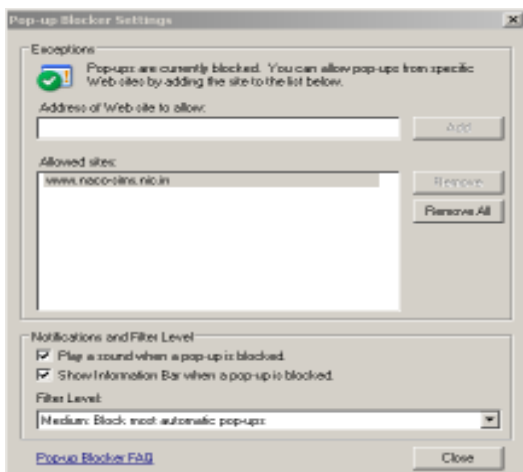 Pop-up Blocker Settings
Exceptions
Pop-ups are currently blocked. You can allow pop-ups from specific
Web sites by adding the site to the list below.
Address of Web site to allow:
Add
Allowed sites:
www.naco-sims.nic.in
Remove
Remove All
Notifications and Filter Level
Play a sound when a pop-up is blocked.
Show Information Bar when a pop-up is blocked.
Filter Level:
Medium: Block most automatic pop-ups
Pop-up Blocker FAQ
Close